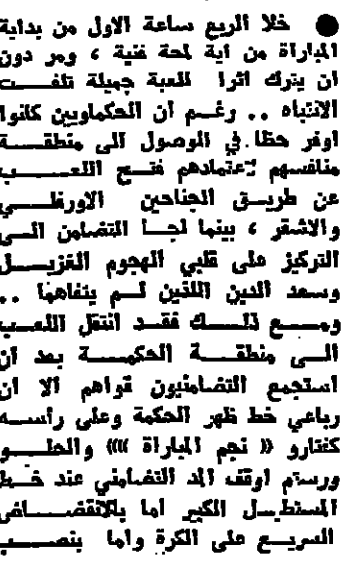 ● خلا الربع ساعة الاول من بداية
المباراة من اية لمحة فنية ، ومر دون
ان يترك اثرا للعبة جميلة تلفت
الانتباه .. رغم ان الحكماويين كانوا
اوفر حظا في الوصول الى منطقة
منافسهم باعتمادهم فتح اللعب
عن طريق الجناحين الاورفلي
والاشقر ، بينما لجا التضامن الى
التركيز على قلبي الهجوم الغزيل
وسعد الدين اللذين لم يتفاهما ..
ومع ذلك فقد انتقل اللعب
الى منطقة الحكمة بعد ان
استجمع التضامنيون قواهم الا ان
رباعي خط ظهر الحكمة وعلى رأسه
كفتارو « نجم المباراة » والحلو
ورستم اوقف المد التضامني عند خط
المستطيل الكبير اما بالانقضاض
السريع على الكرة واما بنصب